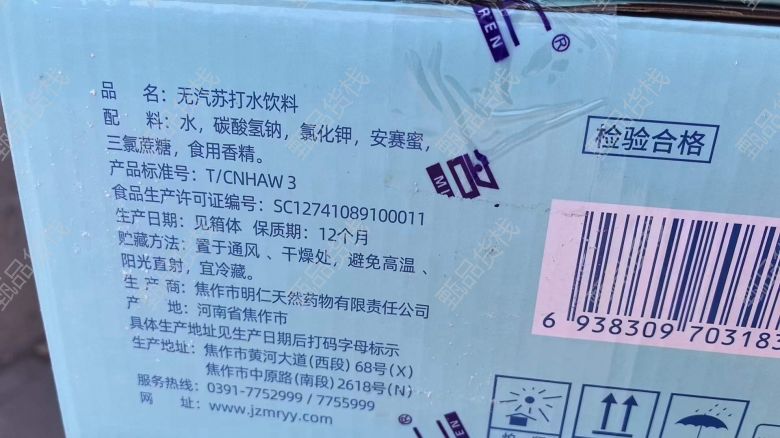 品 名：无汽苏打水饮料
配 料：水，碳酸氢钠，氯化钾，安赛蜜，
三氯蔗糖，食用香精。
产品标准号：T/CNHAW 3
食品生产许可证编号：SC12741089100011
生产日期：见箱体 保质期：12个月
贮藏方法：置于通风、干燥处，避免高温、
阳光直射，宜冷藏。
生 产 商：焦作市明仁天然药物有限责任公司
产 地：河南省焦作市
具体生产地址见生产日期后打码字母标示
生产地址：焦作市黄河大道(西段) 68号(X)
焦作市中原路(南段) 2618号(N)
服务热线：0391-7752999 / 7755999
网 址：www.jzmryy.com
检验合格
6 938309 703183
甄品货栈